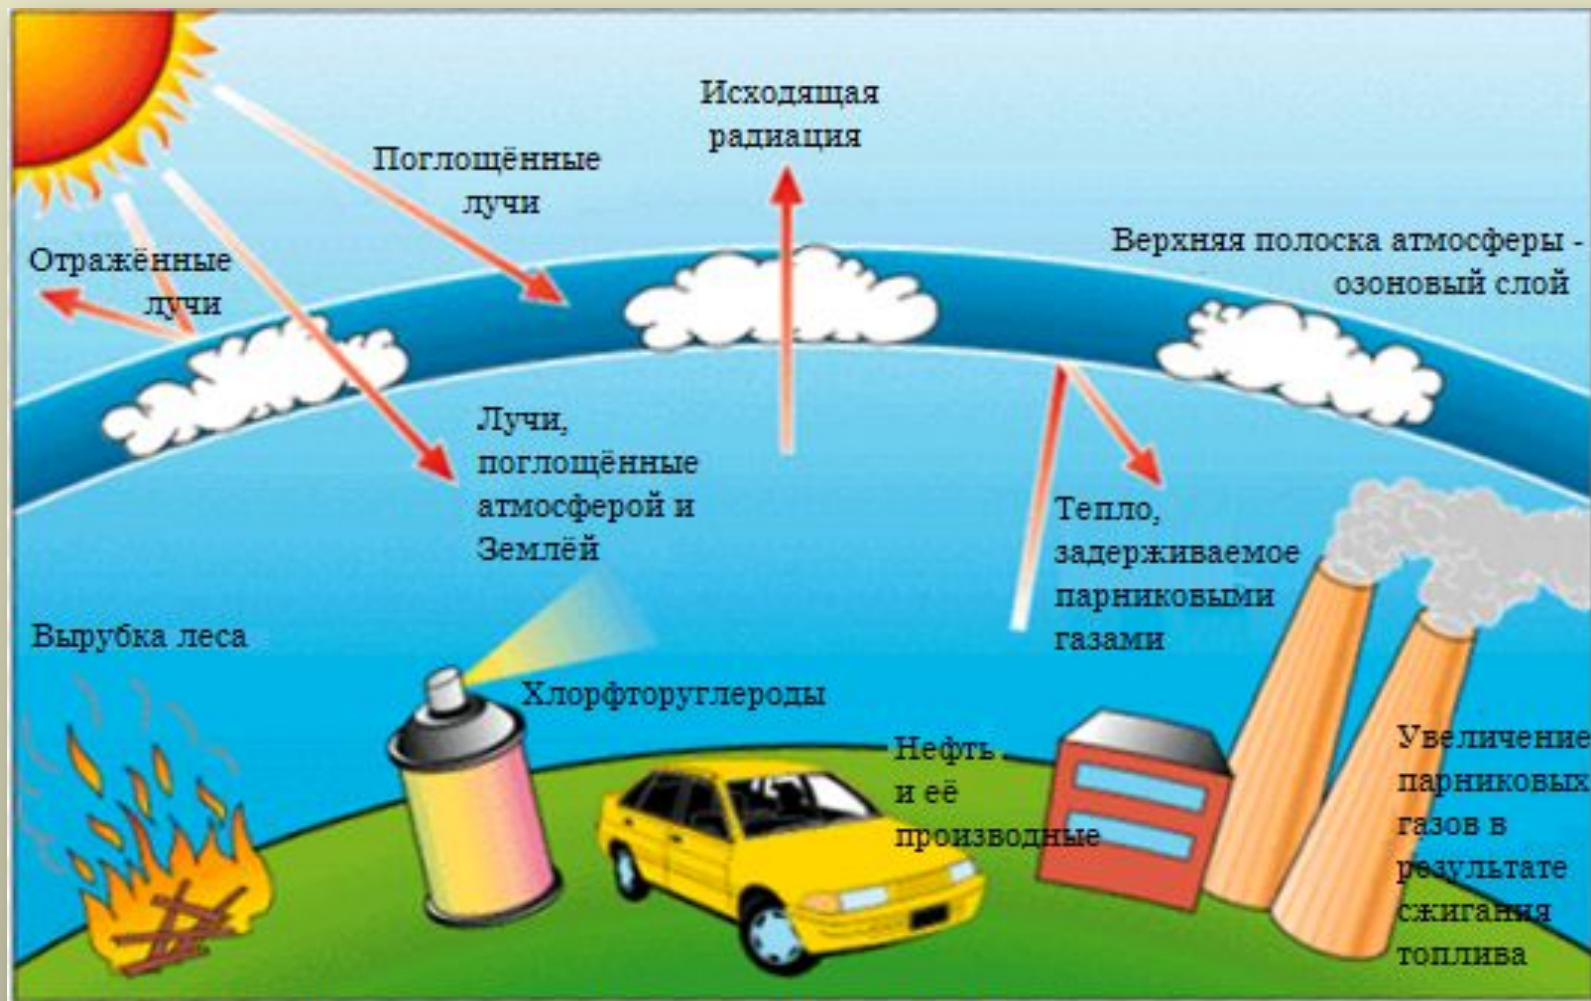 Исходящая
радиация
Поглощённые
лучи
Отражённые
лучи
Верхняя полоска атмосферы -
озоновый слой
Лучи,
поглощённые
атмосферой и
Землёй
Тепло,
задерживаемое
парниковыми
газами
Вырубка леса
Хлорфторуглероды
Нефть
и её
производные
Увеличение
парниковых
газов в
результате
сжигания
топлива